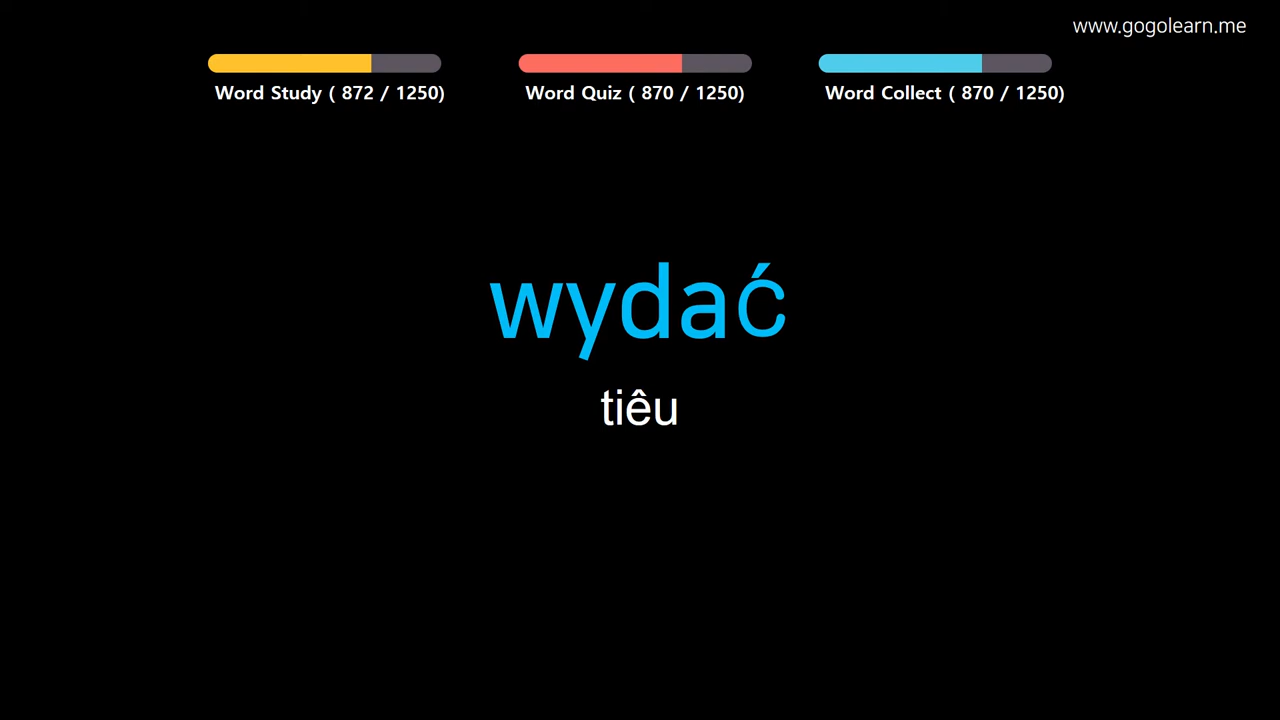 www.gogolearn.me
Word Study ( 872 / 1250)
Word Quiz ( 870 / 1250)
Word Collect ( 870 / 1250)
wydać
tiêu